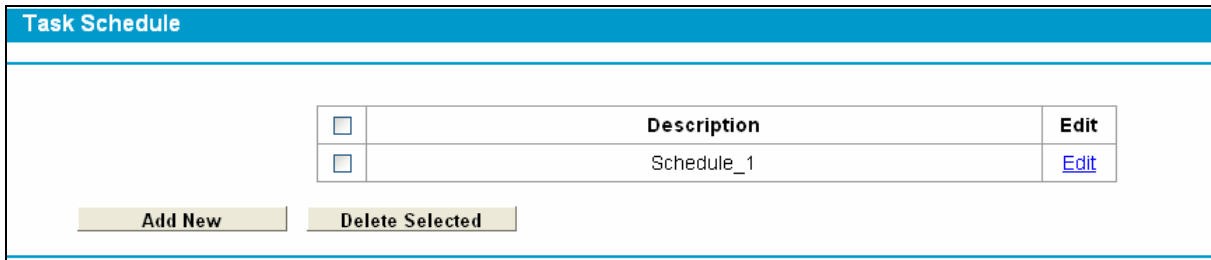 Task Schedule
Description Edit
Schedule_1 Edit
Add New Delete Selected